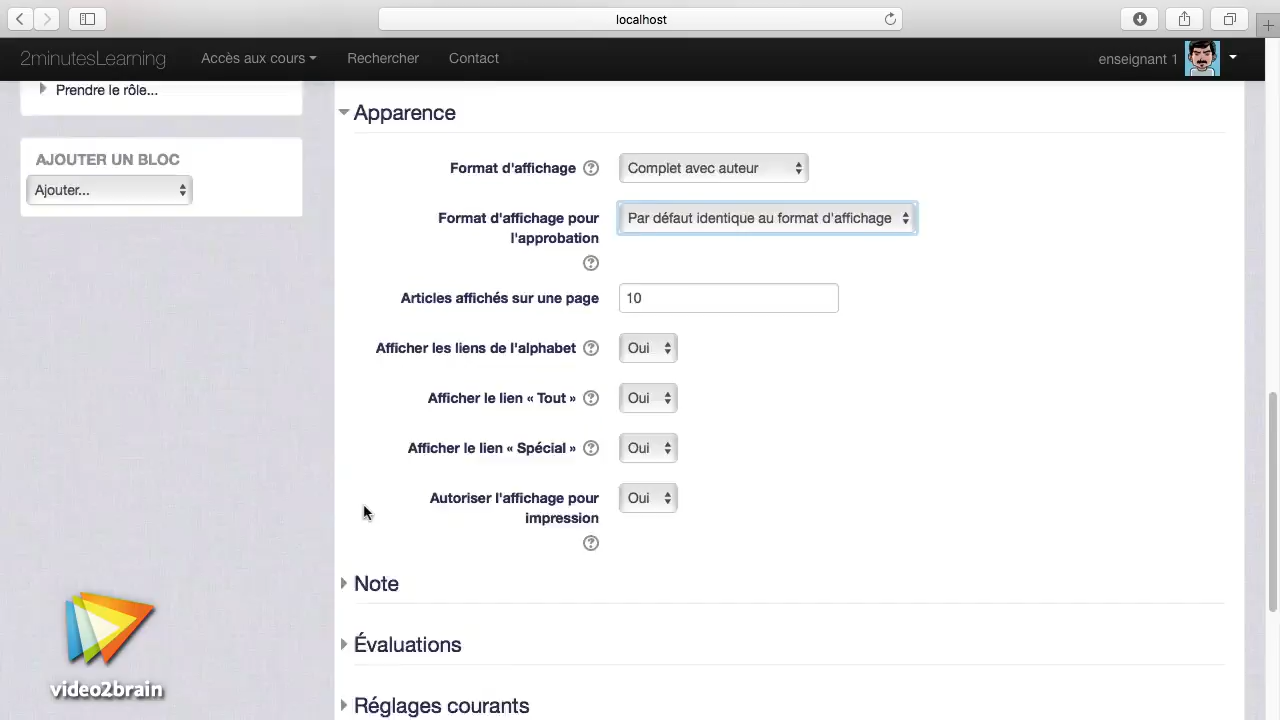 localhost
2minutesLearning
Accès aux cours
Rechercher
Contact
enseignant 1
Prendre le rôle...
AJOUTER UN BLOC
Ajouter...
Apparence
Format d'affichage
Complet avec auteur
Format d'affichage pour
l'approbation
Par défaut identique au format d'affichage
Articles affichés sur une page
10
Afficher les liens de l'alphabet
Oui
Afficher le lien « Tout »
Oui
Afficher le lien « Spécial »
Oui
Autoriser l'affichage pour
impression
Oui
Note
Évaluations
Réglages courants
video2brain